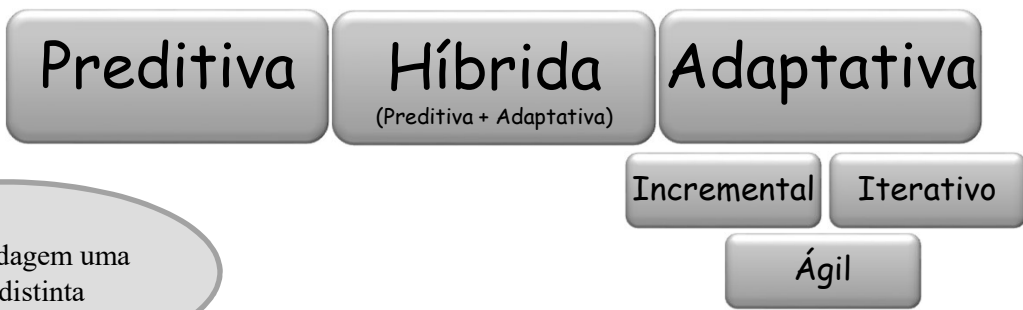 Preditiva
Híbrida
(Preditiva + Adaptativa)
Adaptativa
Incremental
Iterativo
Ágil
dagem uma
distinta